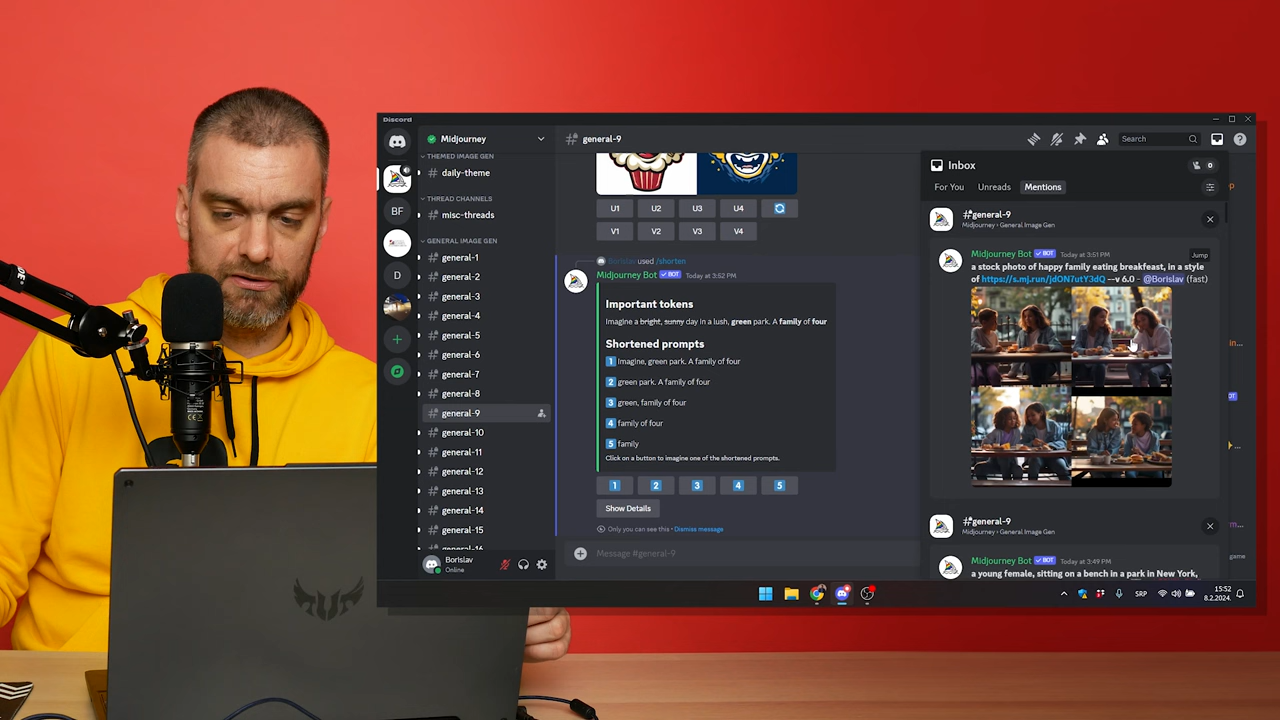 Discord
Midjourney
THEMED IMAGE GEN
daily-theme
THREAD CHANNELS
misc-threads
GENERAL IMAGE GEN
general-1
general-2
general-3
general-4
general-5
general-6
general-7
general-8
general-9
general-10
general-11
general-12
general-13
general-14
general-15
general-16
BF
D
Borislav
Online
general-9
Search
U1 U2 U3 U4
V1 V2 V3 V4
Borislav used /shorten
Midjourney Bot BOT Today at 3:52 PM
Important tokens
Imagine a bright, sunny day in a lush, green park. A family of four
Shortened prompts
1 Imagine, green park. A family of four
2 green park. A family of four
3 green, family of four
4 family of four
5 family
Click on a button to imagine one of the shortened prompts.
1 2 3 4 5
Show Details
Only you can see this • Dismiss message
Message #general-9
Inbox
0
For You Unreads Mentions
#general-9
Midjourney › General Image Gen
Midjourney Bot BOT Today at 3:51 PM
Jump
a stock photo of happy family eating breakfast, in a style
of https://s.mj.run/jdON7utY3dQ --v 6.0 - @Borislav (fast)
#general-9
Midjourney › General Image Gen
Midjourney Bot BOT Today at 3:49 PM
a young female, sitting on a bench in a park in New York,
in...
game
SRP
15:52
8.2.2024.